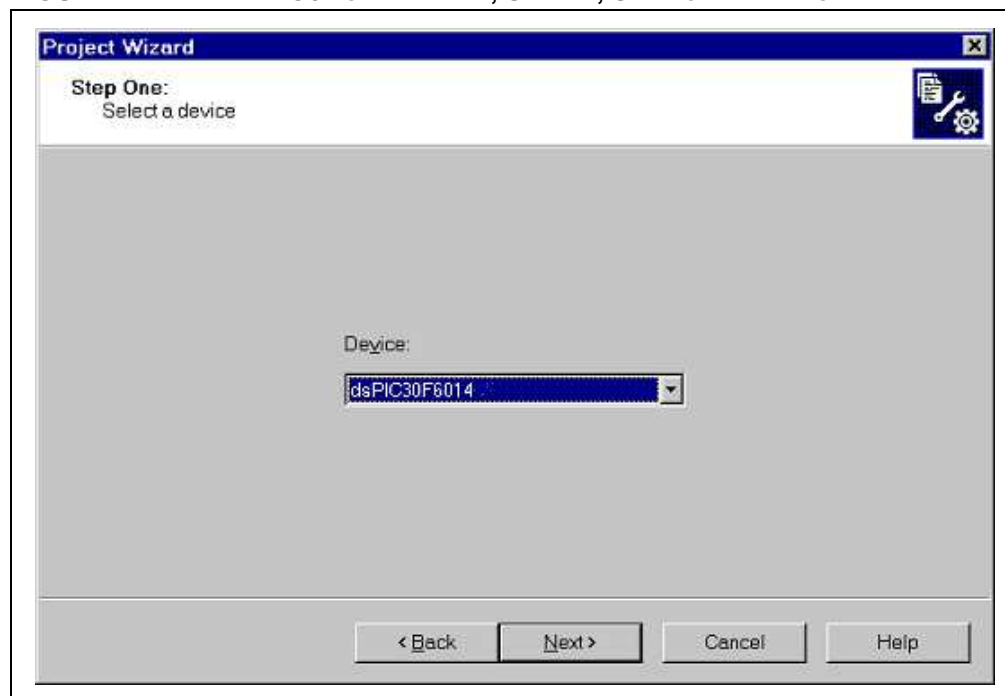 Project Wizard
Step One:
Select a device
Device:
dsPIC30F6014
< Back Next > Cancel Help